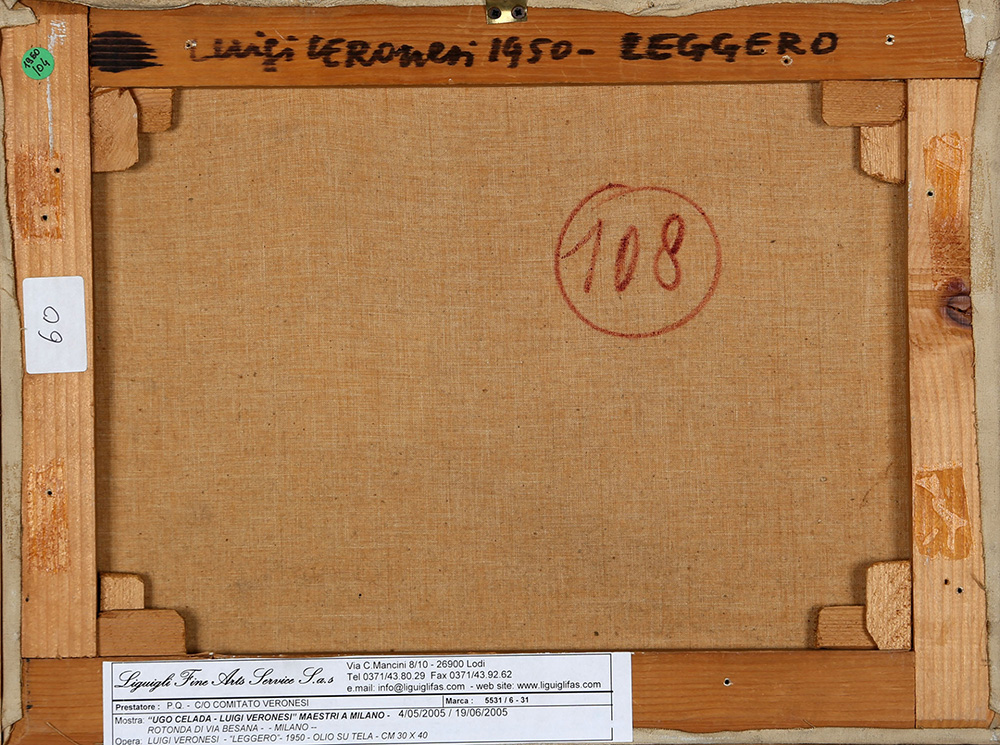 Luigi VERONesi 1950 - LEGGERO
1950
/04
108
60
Liguigli Fine Arts Service S.a.s
Via C.Mancini 8/10 - 26900 Lodi
Tel 0371/43.80.29 Fax 0371/43.92.62
e.mail: info@liguiglifas.com - web site: www.liguiglifas.com
Prestatore : P.Q. - C/O COMITATO VERONESI
Marca : 5531 / 6 - 31
Mostra: "UGO CELADA - LUIGI VERONESI" MAESTRI A MILANO - 4/05/2005 / 19/06/2005
ROTONDA DI VIA BESANA - - MILANO --
Opera: LUIGI VERONESI - "LEGGERO"- 1950 - OLIO SU TELA - CM 30 X 40